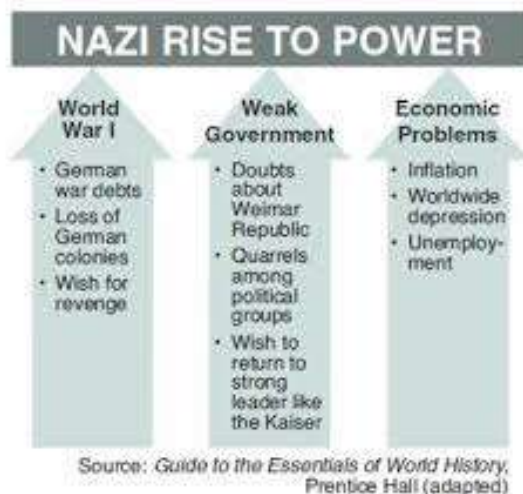 NAZI RISE TO POWER
World
War I
• German
war debts
• Loss of
German
colonies
• Wish for
revenge
Weak
Government
• Doubts
about
Weimar
Republic
• Quarrels
among
political
groups
• Wish to
return to
strong
leader like
the Kaiser
Economic
Problems
• Inflation
• Worldwide
depression
• Unemploy-
ment
Source: Guide to the Essentials of World History,
Prentice Hall (adapted)